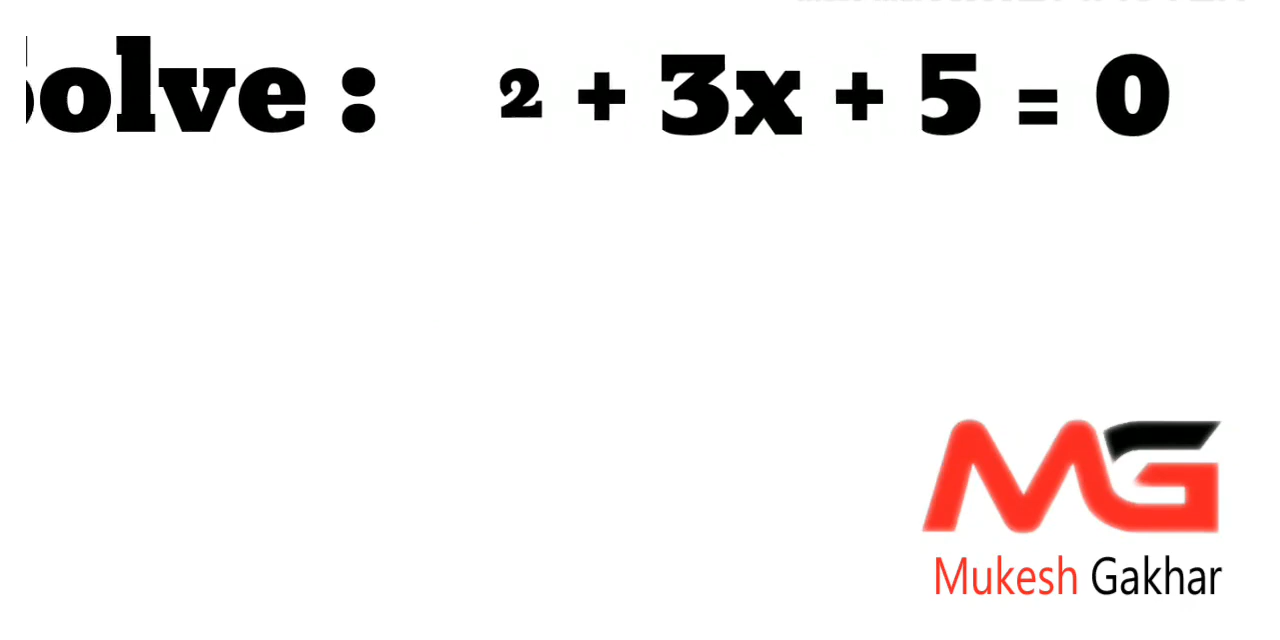 olve : 2 + 3x + 5 = 0
MG
Mukesh Gakhar